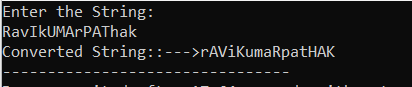 Enter the String:
RavIkUMArPAThak
Converted String::--->rAViKumaRpatHAK
--------------------------------